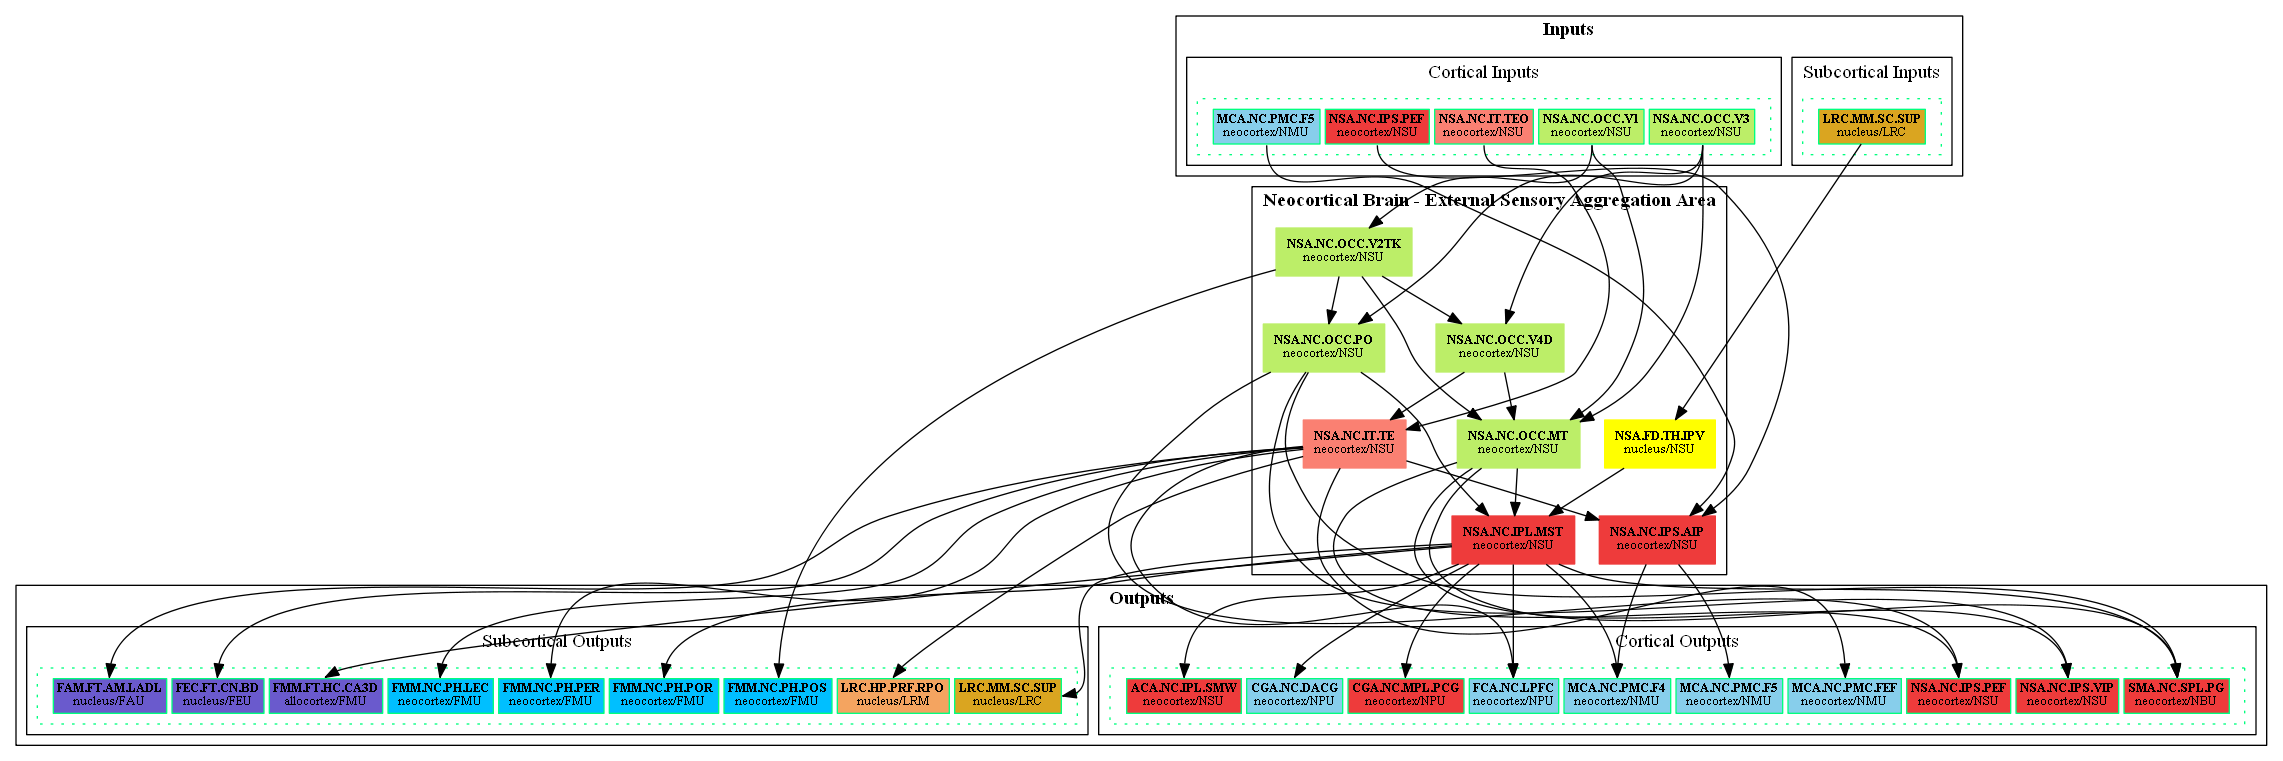 Inputs
Cortical Inputs
Subcortical Inputs
MCA.NC.PMC.F5
neocortex/NMU
NSA.NC.IPS.PEF
neocortex/NSU
NSA.NC.IT.TEO
neocortex/NSU
NSA.NC.OCC.V1
neocortex/NSU
NSA.NC.OCC.V3
neocortex/NSU
LRC.MM.SC.SUP
nucleus/LRC
Neocortical Brain - External Sensory Aggregation Area
NSA.NC.OCC.V2TK
neocortex/NSU
NSA.NC.OCC.PO
neocortex/NSU
NSA.NC.OCC.V4D
neocortex/NSU
NSA.NC.IT.TE
neocortex/NSU
NSA.NC.OCC.MT
neocortex/NSU
NSA.FD.TH.IPV
nucleus/NSU
NSA.NC.IPL.MST
neocortex/NSU
NSA.NC.IPS.AIP
neocortex/NSU
Outputs
Subcortical Outputs
Cortical Outputs
FAM.FT.AM.LADL
nucleus/FAU
FEC.FT.CN.BD
nucleus/FEU
FMM.FT.HC.CA3D
allocortex/FMU
FMM.NC.PH.LEC
neocortex/FMU
FMM.NC.PH.PER
neocortex/FMU
FMM.NC.PH.POR
neocortex/FMU
FMM.NC.PH.POS
neocortex/FMU
LRC.HP.PRF.RPO
nucleus/LRM
LRC.MM.SC.SUP
nucleus/LRC
ACA.NC.IPL.SMW
neocortex/NSU
CGA.NC.DACG
neocortex/NPU
CGA.NC.MPL.PCG
neocortex/NPU
FCA.NC.LPFC
neocortex/NPU
MCA.NC.PMC.F4
neocortex/NMU
MCA.NC.PMC.F5
neocortex/NMU
MCA.NC.PMC.FEF
neocortex/NMU
NSA.NC.IPS.PEF
neocortex/NSU
NSA.NC.IPS.VIP
neocortex/NSU
SMA.NC.SPL.PG
neocortex/NBU